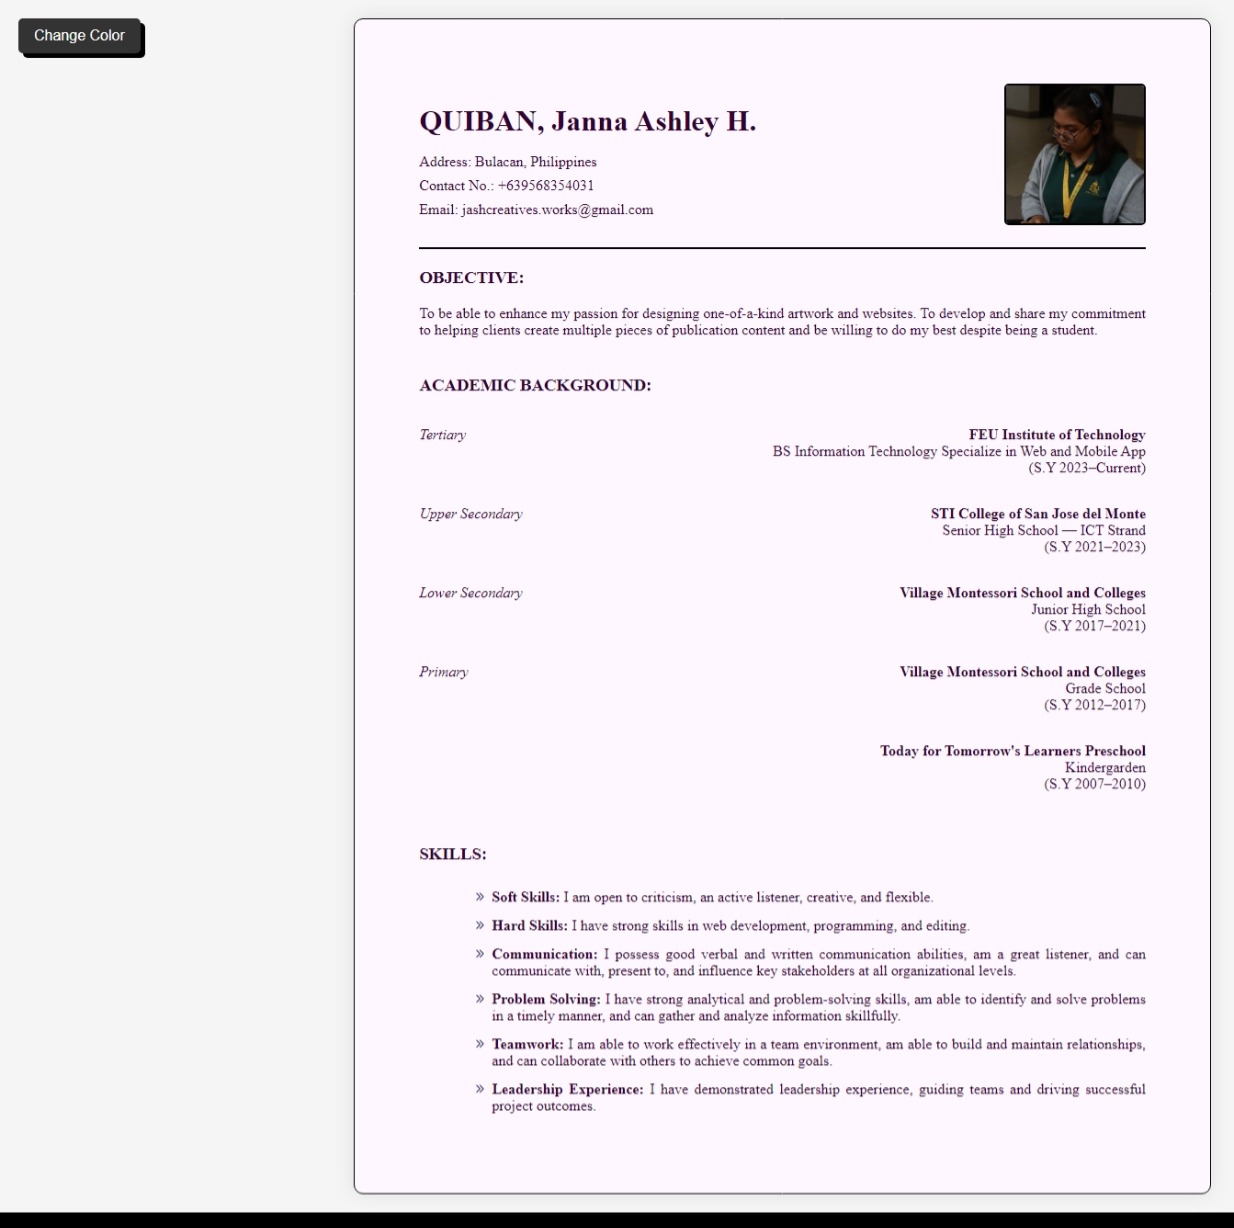 Change Color
QUIBAN, Janna Ashley H.
Address: Bulacan, Philippines
Contact No.: +639568354031
Email: jashcreatives.works@gmail.com
OBJECTIVE:
To be able to enhance my passion for designing one-of-a-kind artwork and websites. To develop and share my commitment
to helping clients create multiple pieces of publication content and be willing to do my best despite being a student.
ACADEMIC BACKGROUND:
Tertiary
FEU Institute of Technology
BS Information Technology Specialize in Web and Mobile App
(S.Y 2023–Current)
Upper Secondary
STI College of San Jose del Monte
Senior High School — ICT Strand
(S.Y 2021–2023)
Lower Secondary
Village Montessori School and Colleges
Junior High School
(S.Y 2017–2021)
Primary
Village Montessori School and Colleges
Grade School
(S.Y 2012–2017)
Today for Tomorrow's Learners Preschool
Kindergarden
(S.Y 2007–2010)
SKILLS:
» Soft Skills: I am open to criticism, an active listener, creative, and flexible.
» Hard Skills: I have strong skills in web development, programming, and editing.
» Communication: I possess good verbal and written communication abilities, am a great listener, and can
communicate with, present to, and influence key stakeholders at all organizational levels.
» Problem Solving: I have strong analytical and problem-solving skills, am able to identify and solve problems
in a timely manner, and can gather and analyze information skillfully.
» Teamwork: I am able to work effectively in a team environment, am able to build and maintain relationships,
and can collaborate with others to achieve common goals.
» Leadership Experience: I have demonstrated leadership experience, guiding teams and driving successful
project outcomes.